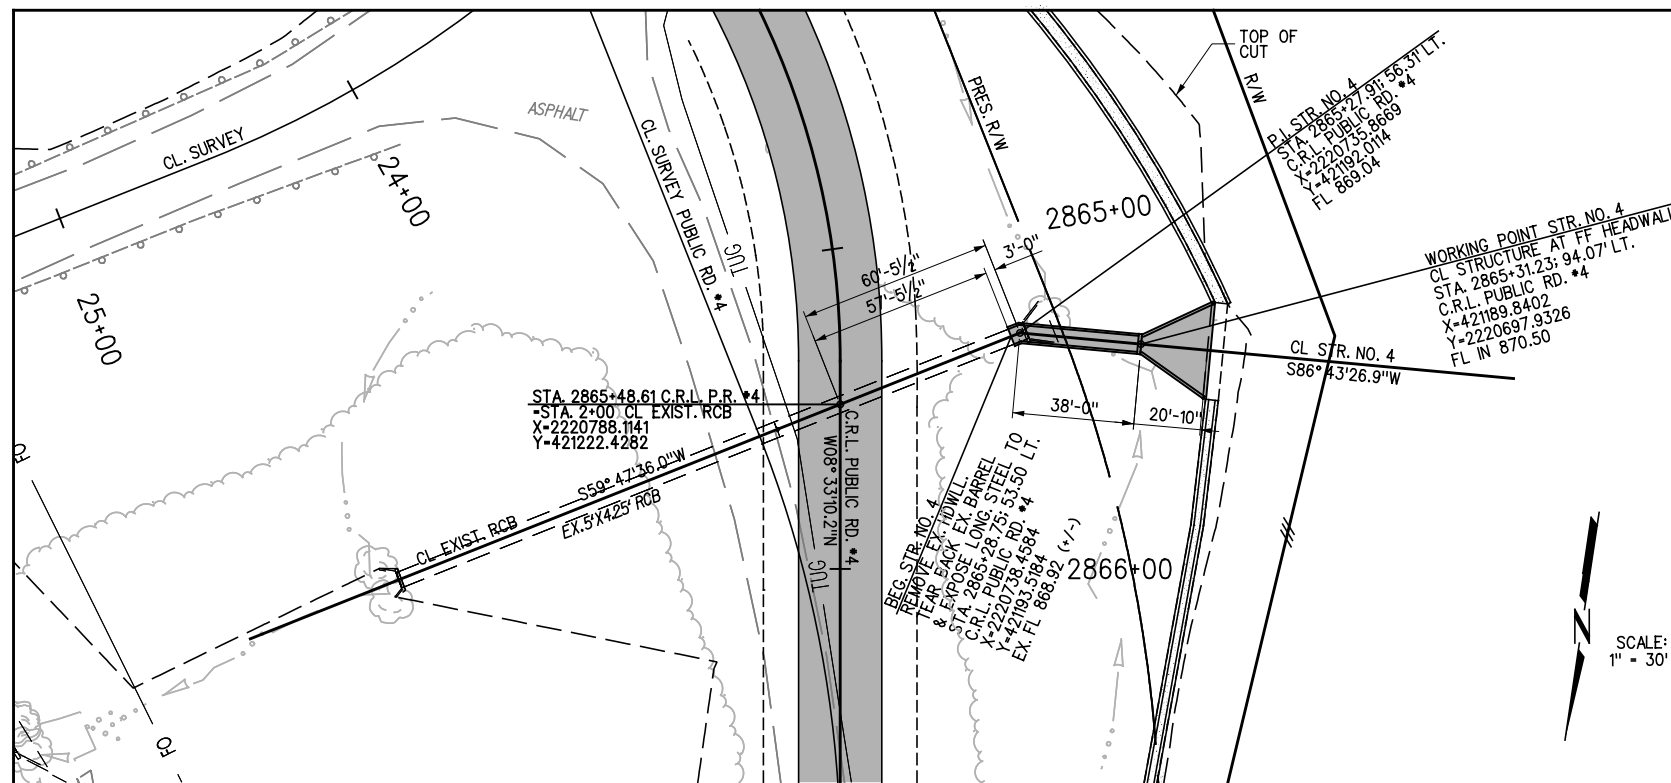 TOP OF
CUT
R/W
PRES. R/W
ASPHALT
CL. SURVEY
24+00
25+00
CL. SURVEY PUBLIC RD. #4
TUG
P.I. STR. NO. 4
STA. 2865+27.91; 56.31' LT.
C.R.L. PUBLIC RD. #4
X=2220735.8669
Y=421192.0114
FL 869.04
2865+00
WORKING POINT STR. NO. 4
CL STRUCTURE AT FF HEADWALL
STA. 2865+31.23; 94.07' LT.
C.R.L. PUBLIC RD. #4
X=421189.8402
Y=2220697.9326
FL IN 870.50
60'-5½"
57'-5½"
3'-0"
CL STR. NO. 4
S86°43'26.9"W
38'-0"
20'-10"
STA. 2865+48.61 C.R.L. P.R. #4
=STA. 2+00 CL EXIST. RCB
X=2220788.1141
Y=421222.4282
C.R.L. PUBLIC RD. #4
W08°33'10.2"N
S59°47'36.0"W
EX.5'X4.25' RCB
CL EXIST. RCB
BEG. STR. NO. 4
REMOVE EX. HDWLL.
TEAR BACK EX. BARREL
& EXPOSE LONG. STEEL TO
STA. 2865+28.75; 53.50 LT.
C.R.L. PUBLIC RD. #4
X=2220738.4584
Y=421193.5184
EX. FL 868.92 (+/-)
2866+00
TUG
FO
FO
N
SCALE:
1" = 30'